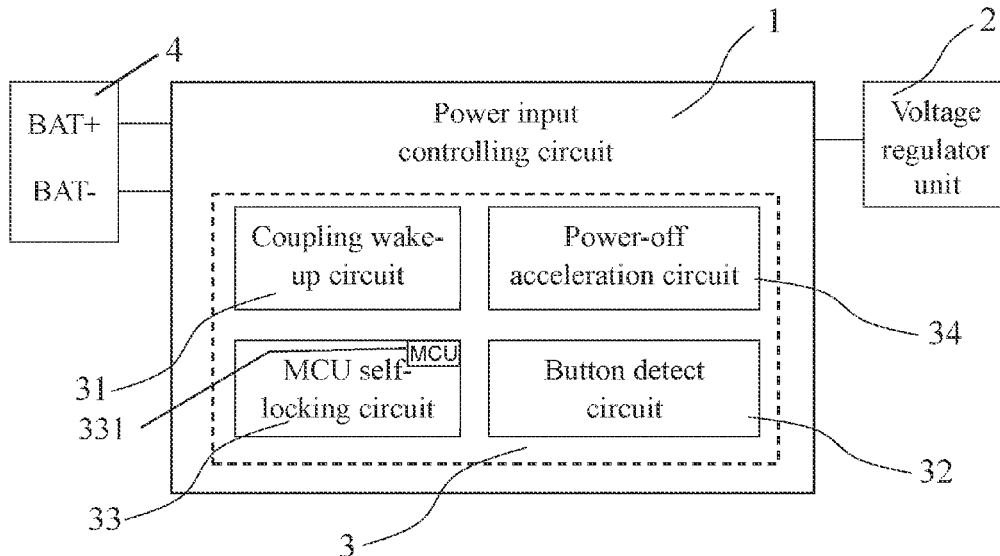 1
2
4
BAT+
BAT-
Power input
controlling circuit
Voltage
regulator
unit
Coupling wake-
up circuit
Power-off
acceleration circuit
34
31
MCU
MCU self-
locking circuit
Button detect
circuit
331
32
33
3